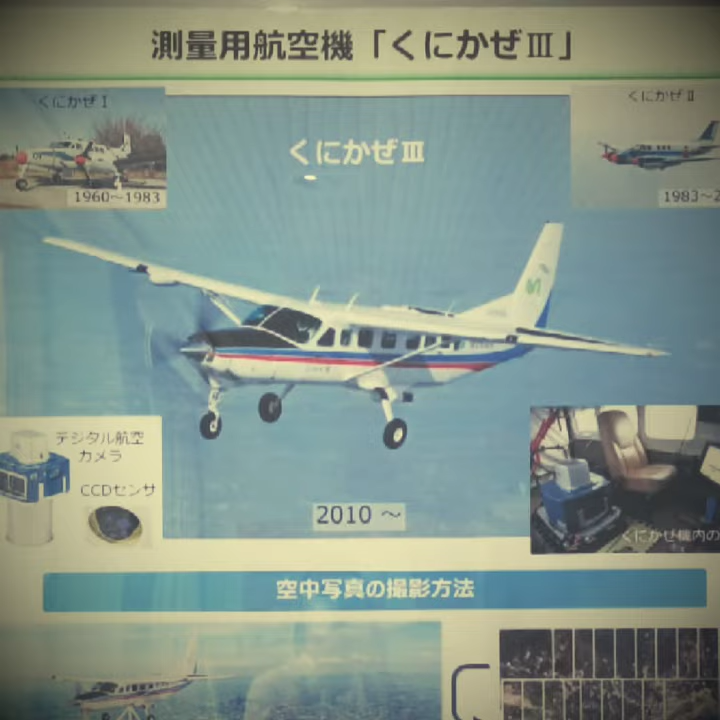 測量用航空機「くにかぜⅢ」
くにかぜⅠ
1960～1983
くにかぜⅢ
くにかぜⅡ
1983～2
デジタル航空
カメラ
CCDセンサ
2010 ～
くにかぜ機内の
空中写真の撮影方法